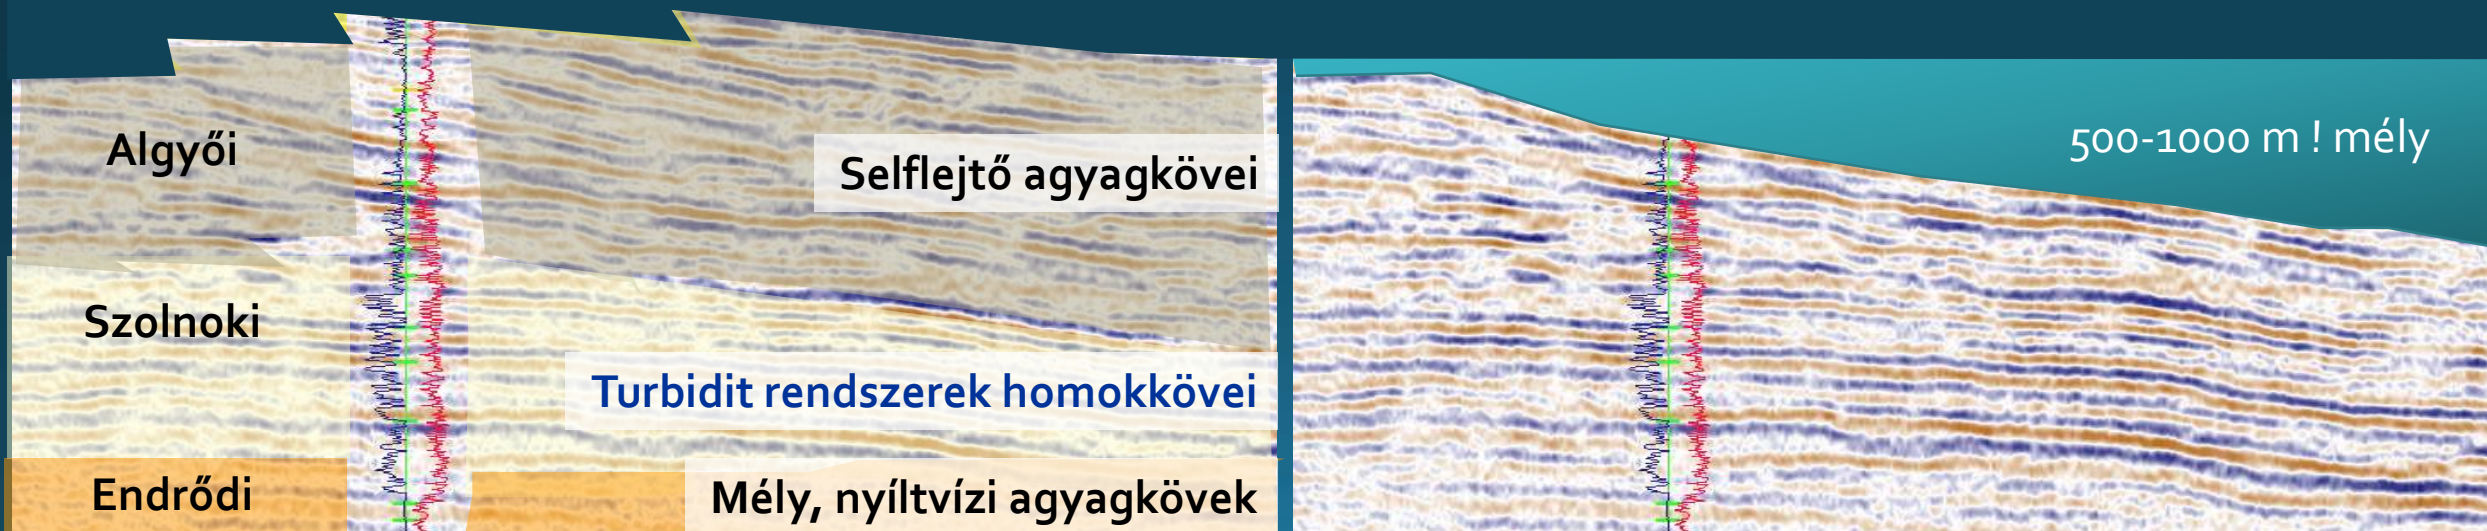 Algyői
Selflejtő agyagkövei
500-1000 m ! mély
Szolnoki
Turbidit rendszerek homokkövei
Endrődi
Mély, nyíltvízi agyagkövek